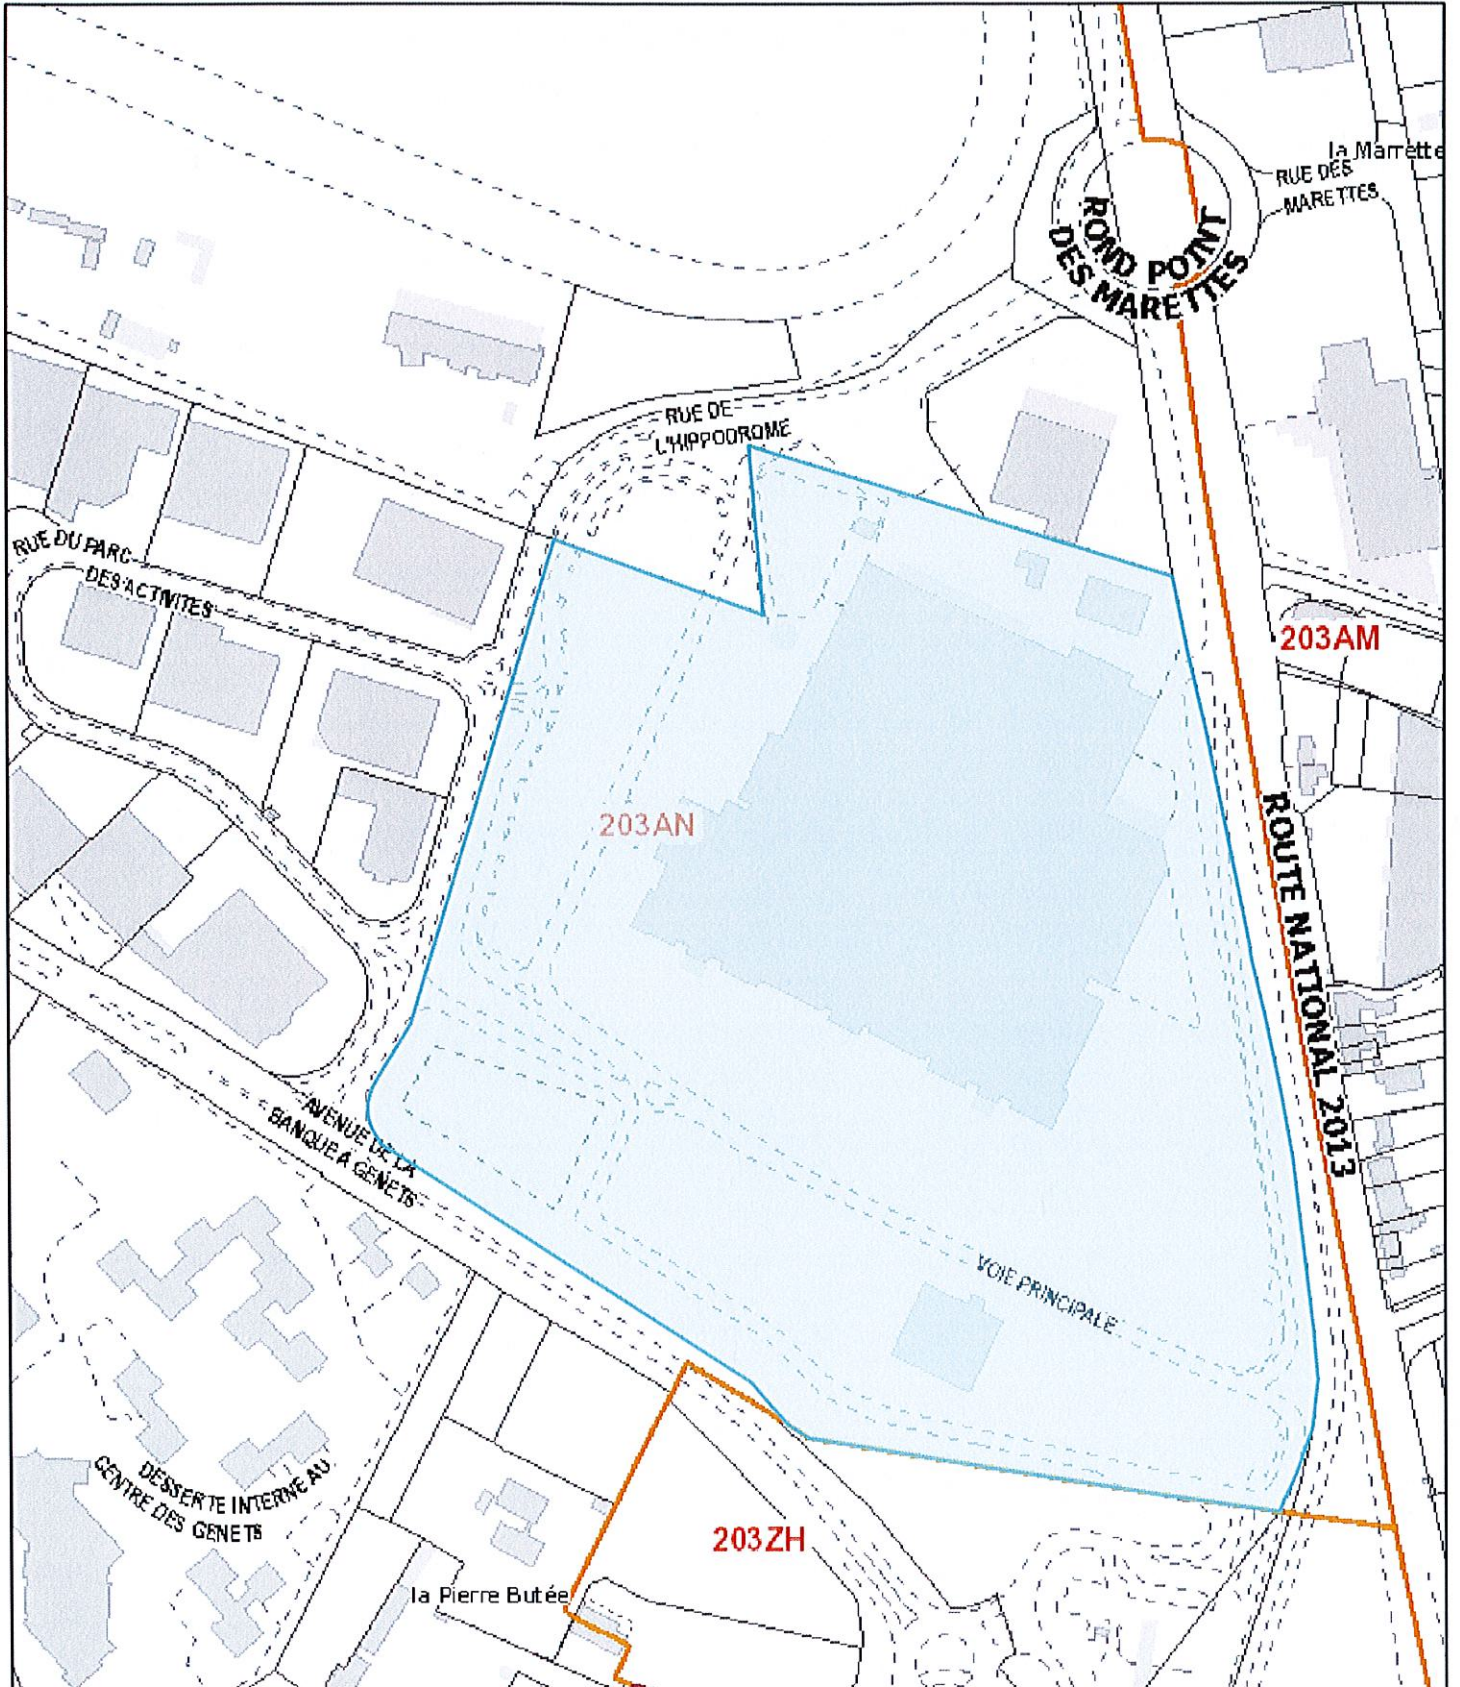 la Marrette
RUE DES
MARETTES
ROND POINT
DES MARETTES
RUE DE
L'HIPPODROME
RUE DU PARC
DES ACTIVITES
203AM
203AN
ROUTE NATIONAL 2013
AVENUE DE LA
BANQUE A GENETS
VOIE PRINCIPALE
DESSERTE INTERNE AU
CENTRE DES GENETS
203ZH
la Pierre Butée